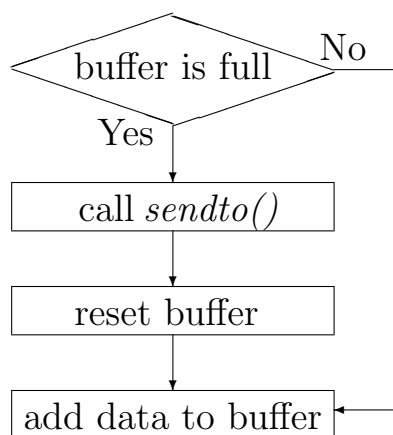 buffer is full
No
Yes
call sendto()
reset buffer
add data to buffer